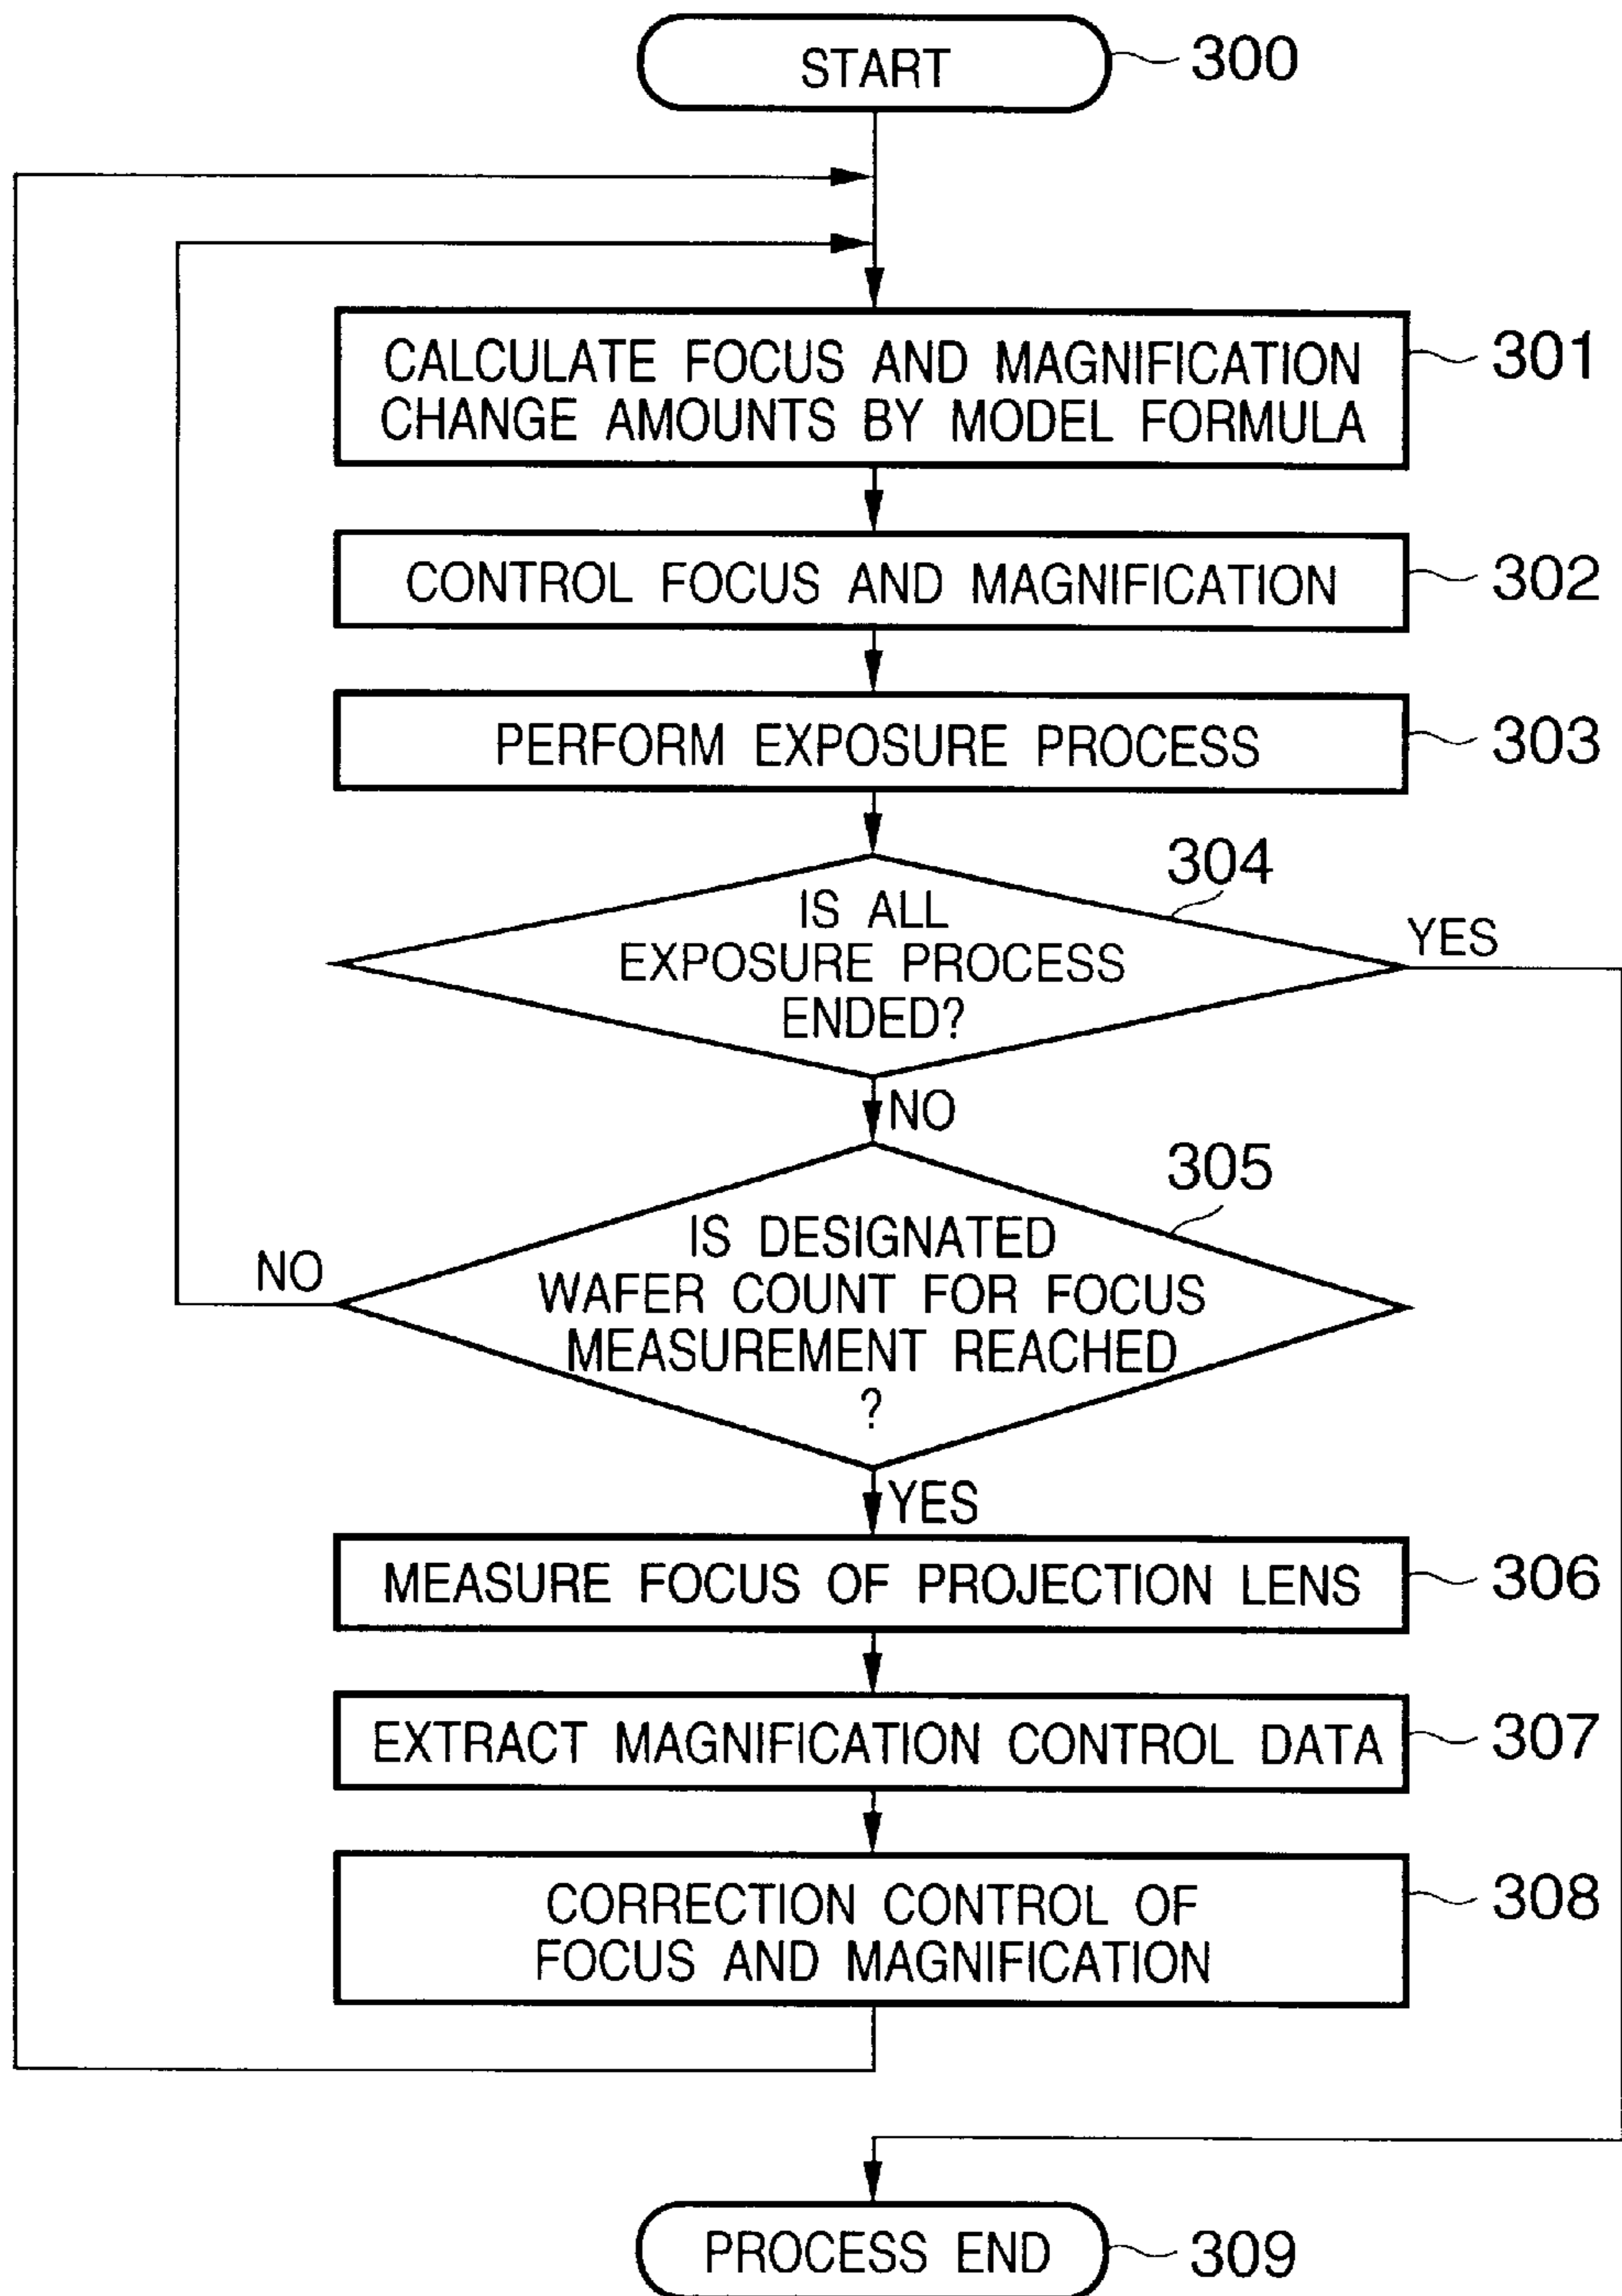 START
300
CALCULATE FOCUS AND MAGNIFICATION
CHANGE AMOUNTS BY MODEL FORMULA
301
CONTROL FOCUS AND MAGNIFICATION
302
PERFORM EXPOSURE PROCESS
303
304
IS ALL
EXPOSURE PROCESS
ENDED?
YES
NO
305
IS DESIGNATED
WAFER COUNT FOR FOCUS
MEASUREMENT REACHED
?
NO
YES
MEASURE FOCUS OF PROJECTION LENS
306
EXTRACT MAGNIFICATION CONTROL DATA
307
CORRECTION CONTROL OF
FOCUS AND MAGNIFICATION
308
PROCESS END
309